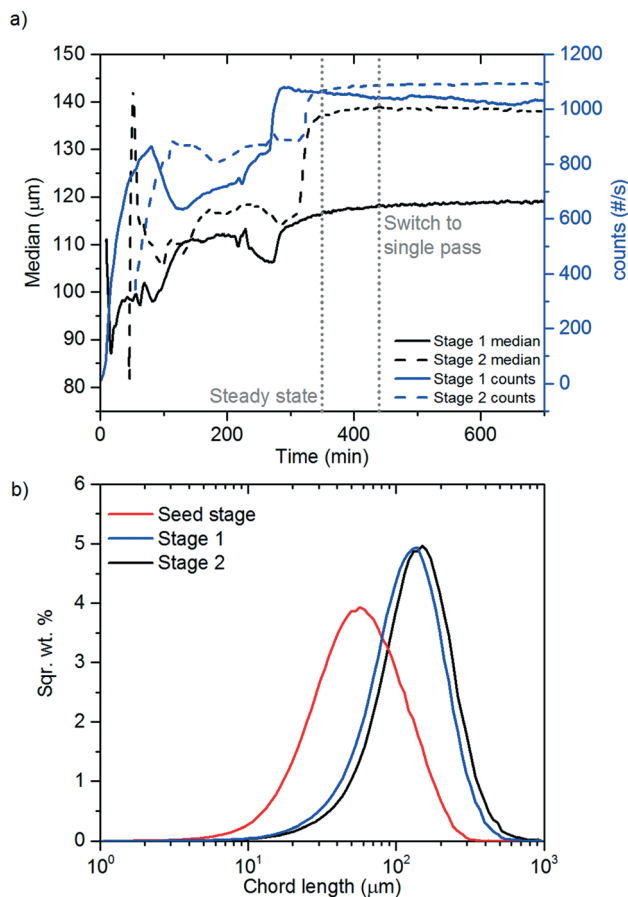 a)
150
140
130
120
110
100
90
80
Median (µm)
1200
1000
800
600
400
200
0
counts (#/s)
Switch to
single pass
Steady state
Stage 1 median
Stage 2 median
Stage 1 counts
Stage 2 counts
0 200 400 600
Time (min)
b)
6
5
4
3
2
1
0
Sqr. wt. %
Seed stage
Stage 1
Stage 2
10⁰ 10¹ 10² 10³
Chord length (µm)